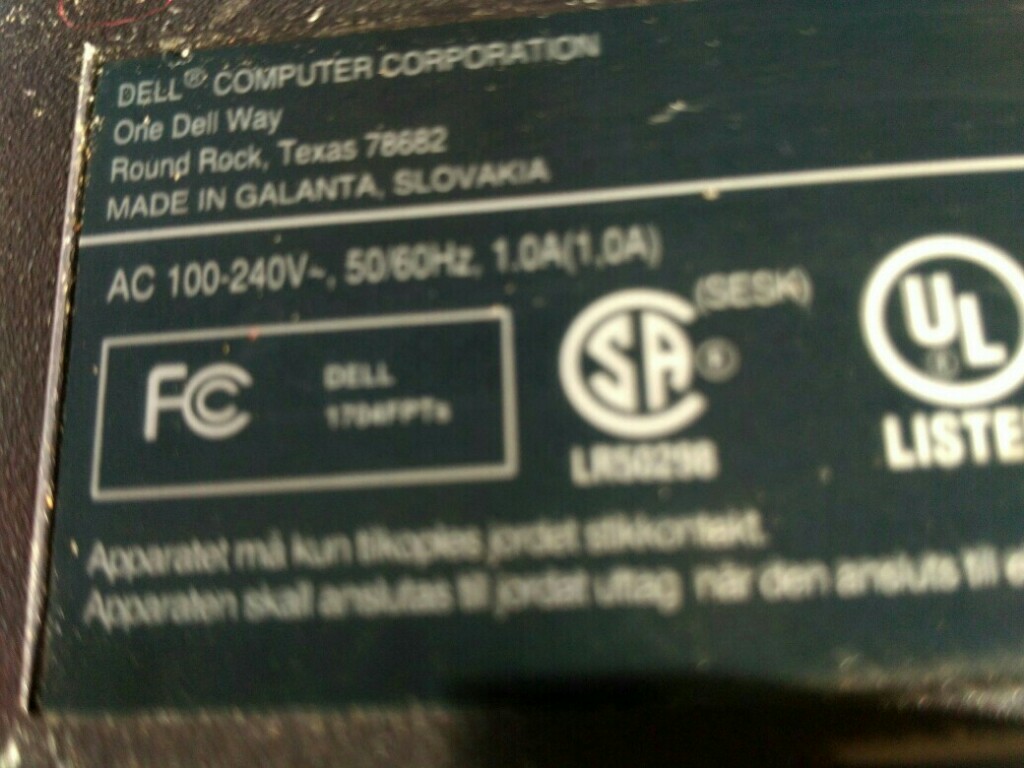 DELL® COMPUTER CORPORATION
One Dell Way
Round Rock, Texas 78682
MADE IN GALANTA, SLOVAKIA
AC 100-240V~, 50/60Hz, 1.0A(1.0A)
FC DELL
1704FPTs
SA ® (SESK)
LR50298
UL ®
LISTE
Apparatet må kun tilkoples jordet stikkontakt.
Apparaten skall anslutas till jordat uttag när den ansluts til